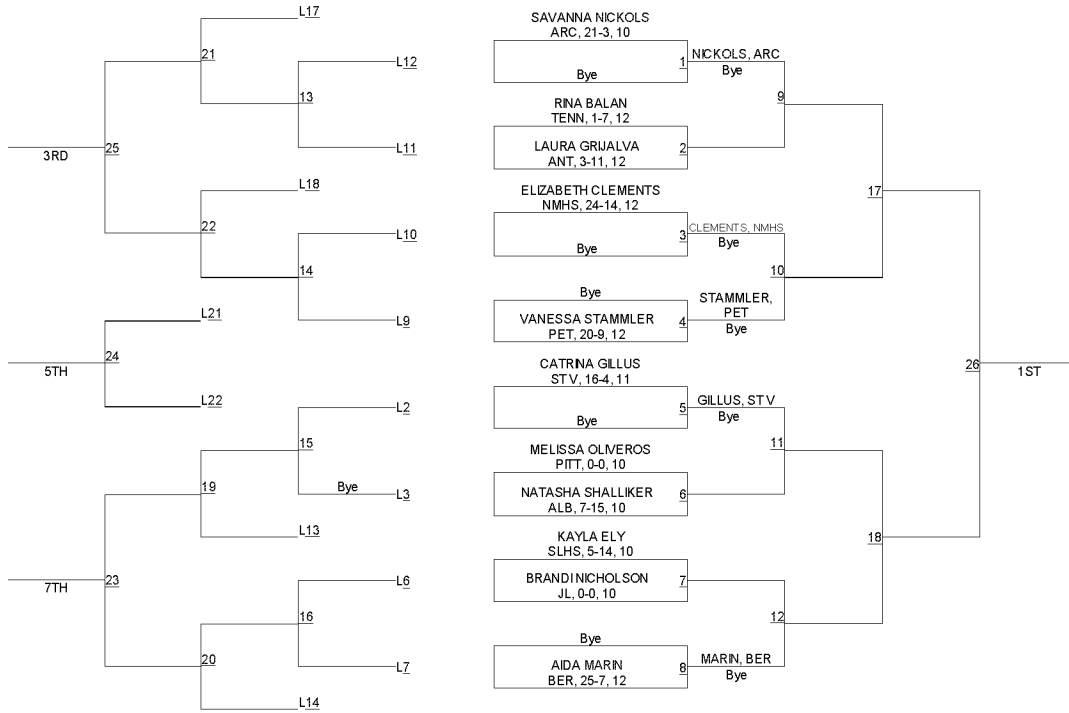 L17
21
L12
13
L11
3RD
25
L18
22
L10
14
L9
L21
24
5TH
L22
L2
15
19
Bye
L3
L13
7TH
23
L6
16
20
L7
L14
SAVANNA NICKOLS
ARC, 21-3, 10
Bye
1
NICKOLS, ARC
Bye
9
RINA BALAN
TENN, 1-7, 12
LAURA GRIJALVA
ANT, 3-11, 12
2
17
ELIZABETH CLEMENTS
NMHS, 24-14, 12
Bye
3
CLEMENTS, NMHS
Bye
10
Bye
VANESSA STAMMLER
PET, 20-9, 12
4
STAMMLER,
PET
Bye
26
1ST
CATRINA GILLUS
STV, 16-4, 11
Bye
5
GILLUS, STV
Bye
11
MELISSA OLIVEROS
PITT, 0-0, 10
NATASHA SHALLIKER
ALB, 7-15, 10
6
18
KAYLA ELY
SLHS, 5-14, 10
BRANDI NICHOLSON
JL, 0-0, 10
7
12
Bye
AIDA MARIN
BER, 25-7, 12
8
MARIN, BER
Bye